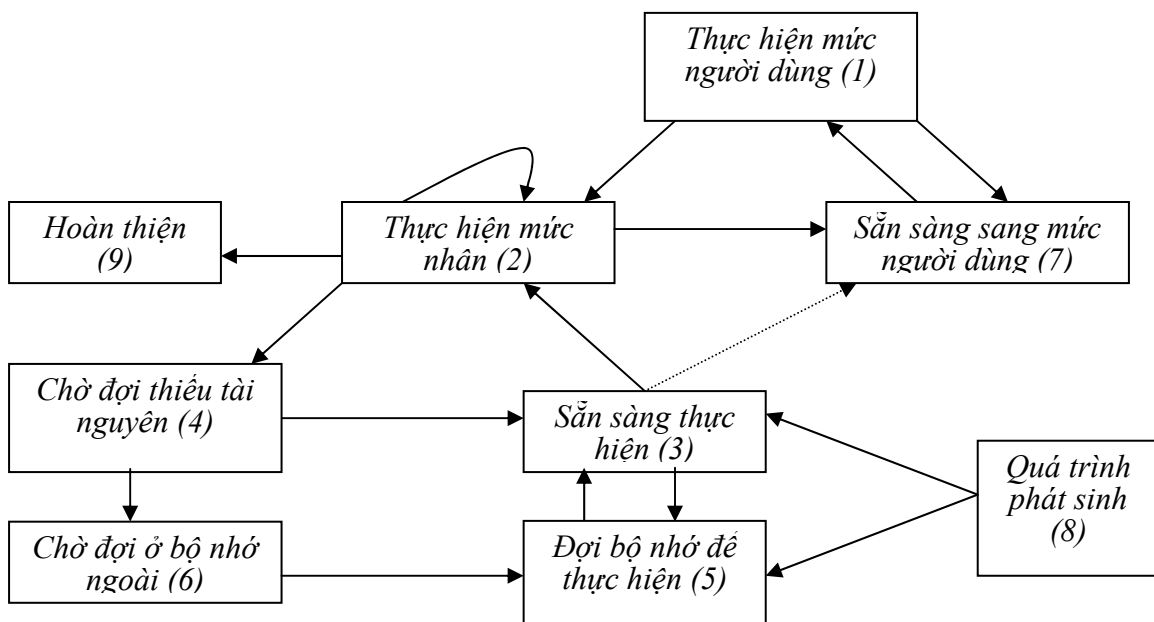 Thực hiện mức
người dùng (1)
Hoàn thiện
(9)
Thực hiện mức
nhân (2)
Sẵn sàng sang mức
người dùng (7)
Chờ đợi thiếu tài
nguyên (4)
Sẵn sàng thực
hiện (3)
Quá trình
phát sinh
(8)
Chờ đợi ở bộ nhớ
ngoài (6)
Đợi bộ nhớ để
thực hiện (5)